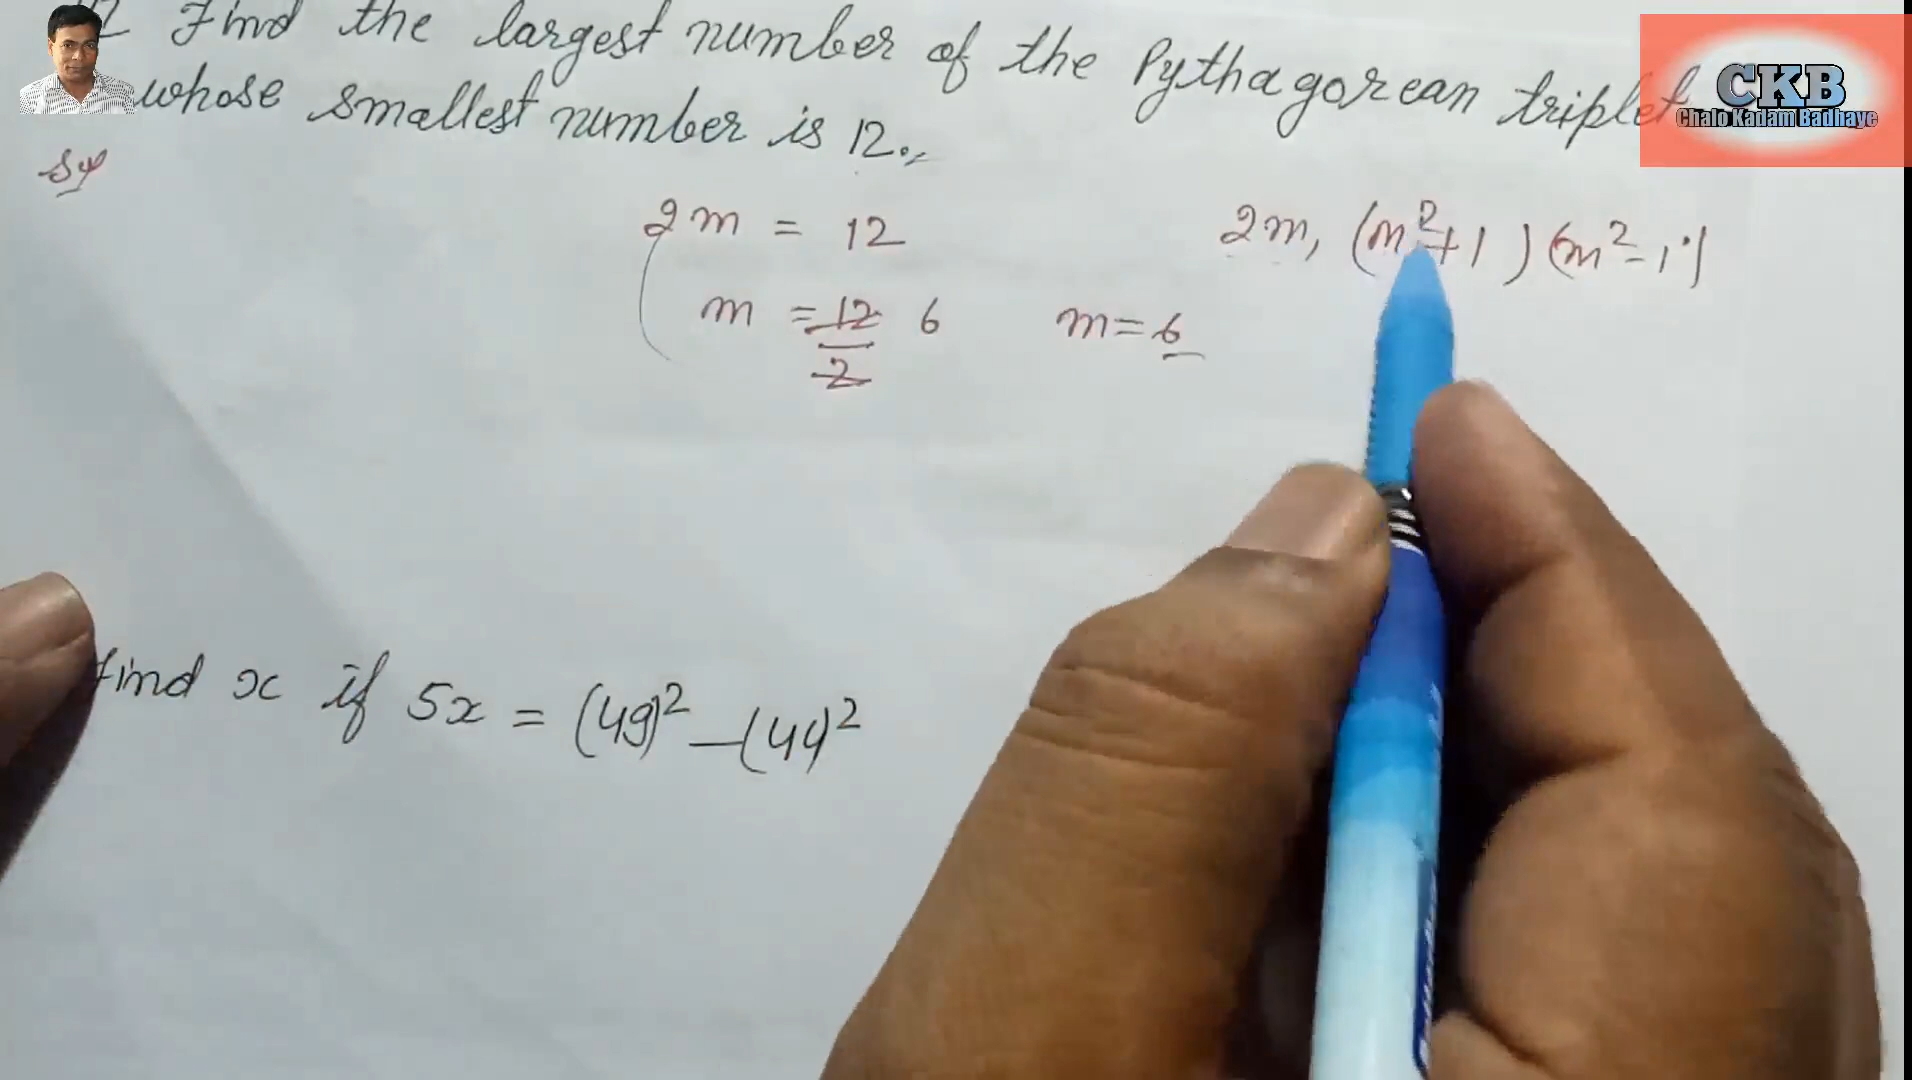 2 Find the largest number of the Pythagorean triplet
whose smallest number is 12.
CKB
Chalo Kadam Badhaye
2m = 12
2m, (m²+1) (m²-1)
m = 12 6
2
m = 6
find x if 5x = (49)² - (44)²